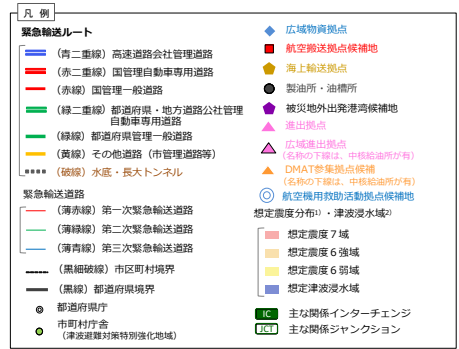 凡 例
緊急輸送ルート
（青二重線）高速道路会社管理道路
（赤二重線）国管理自動車専用道路
（赤線）国管理一般道路
（緑二重線）都道府県・地方道路公社管理
自動車専用道路
（緑線）都道府県管理一般道路
（黄線）その他道路（市管理道路等）
（破線）水底・長大トンネル
緊急輸送道路
（薄赤線）第一次緊急輸送道路
（薄緑線）第二次緊急輸送道路
（薄青線）第三次緊急輸送道路
（黒細破線）市区町村境界
（黒線）都道府県境界
都道府県庁
市町村庁舎
（津波避難対策特別強化地域）
広域物資拠点
航空搬送拠点候補地
海上輸送拠点
製油所・油槽所
被災地外出発港湾候補地
進出拠点
広域進出拠点
（名称の下線は、中核給油所が有）
DMAT参集拠点候補
（名称の下線は、中核給油所が有）
航空機用救助活動拠点候補地
想定震度分布1）・津波浸水域2）
想定震度７域
想定震度６強域
想定震度６弱域
想定津波浸水域
IC 主な関係インターチェンジ
JCT 主な関係ジャンクション